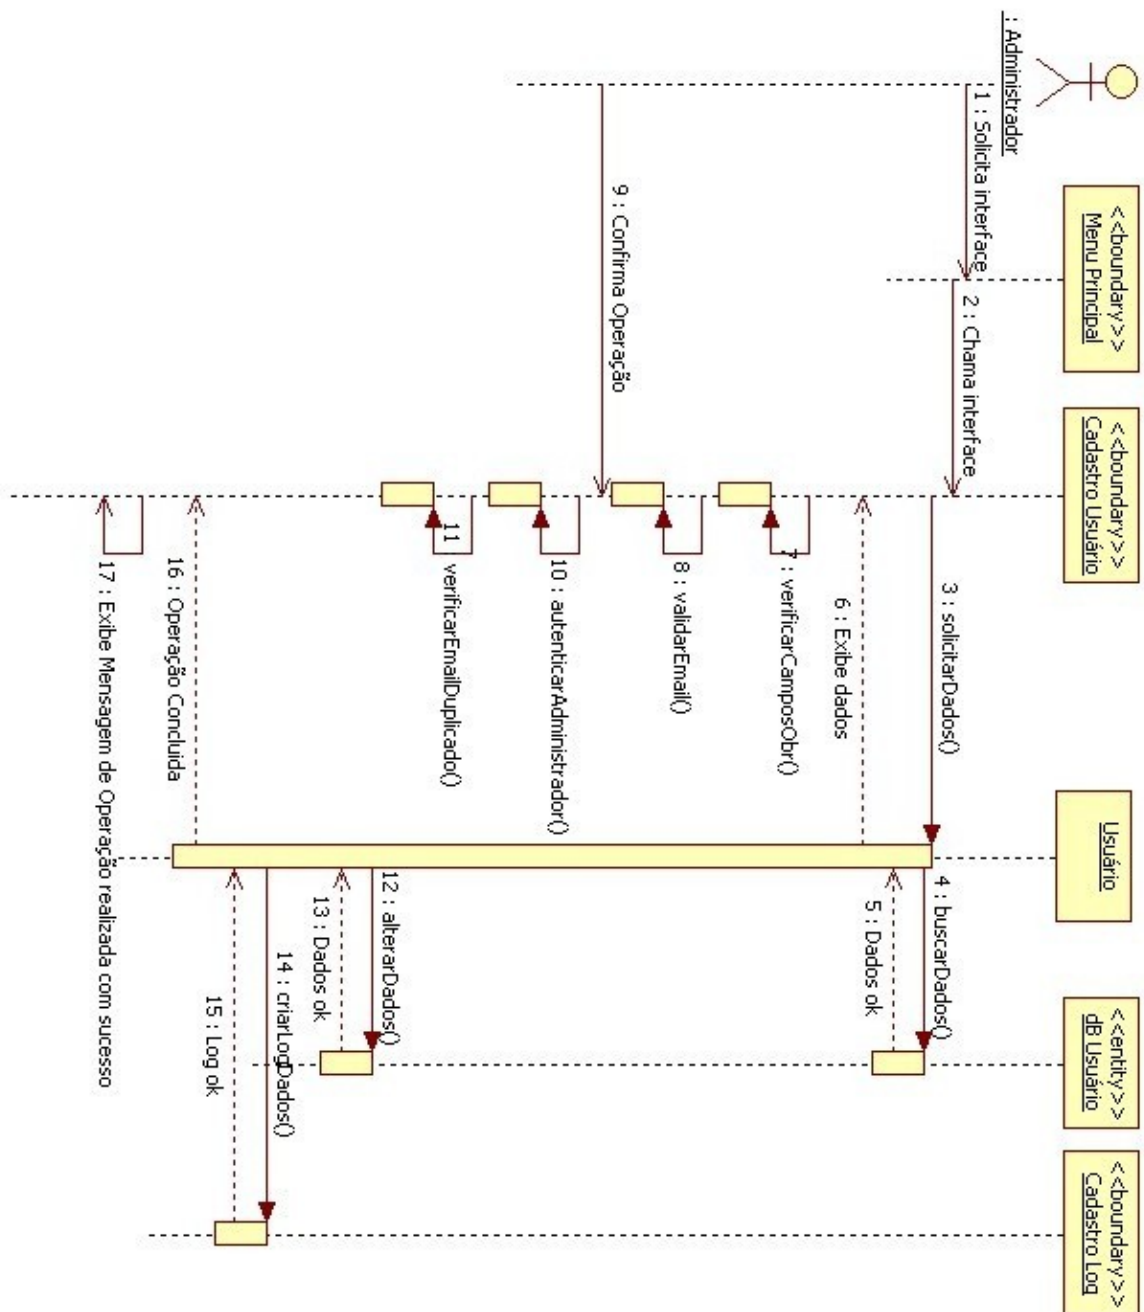 : Administrador
<<boundary>>
Menu Principal
<<boundary>>
Cadastro Usuário
Usuário
<<entity>>
dB Usuário
<<boundary>>
Cadastro Log
1 : Solicita interface
2 : Chama interface
3 : solicitarDados()
4 : buscarDados()
5 : Dados ok
6 : Exibe dados
7 : verificarCamposObr()
8 : validarEmail()
9 : Confirma Operação
10 : autenticarAdministrador()
11 : verificarEmailDuplicado()
12 : alterarDados()
13 : Dados ok
14 : criarLogDados()
15 : Log ok
16 : Operação Concluida
17 : Exibe Mensagem de Operação realizada com sucesso